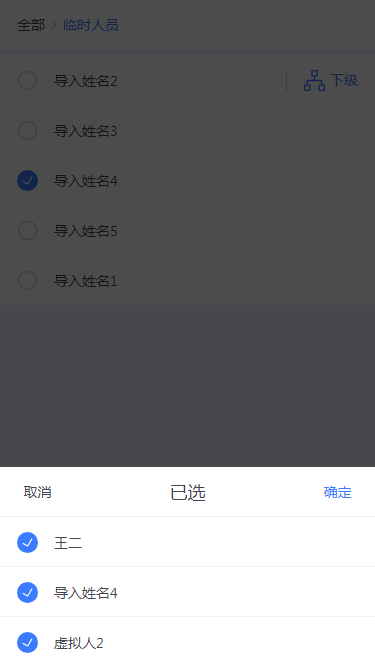 全部 > 临时人员
导入姓名2 下级
导入姓名3
导入姓名4
导入姓名5
导入姓名1
取消 已选 确定
王二
导入姓名4
虚拟人2